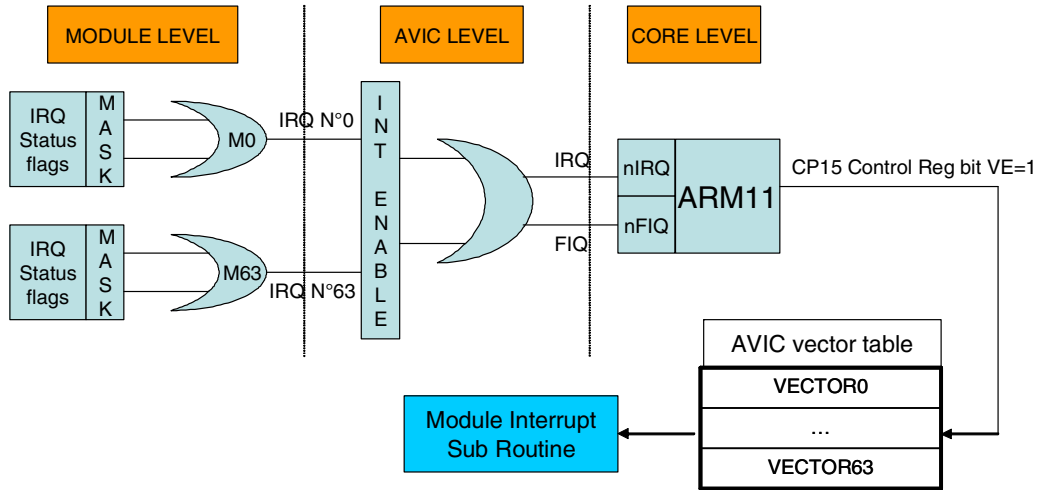 MODULE LEVEL
AVIC LEVEL
CORE LEVEL
IRQ
Status
flags
M
A
S
K
M0
IRQ N°0
IRQ
Status
flags
M
A
S
K
M63
IRQ N°63
I
N
T
E
N
A
B
L
E
IRQ
FIQ
nIRQ
nFIQ
ARM11
CP15 Control Reg bit VE=1
AVIC vector table
VECTOR0
...
VECTOR63
Module Interrupt
Sub Routine